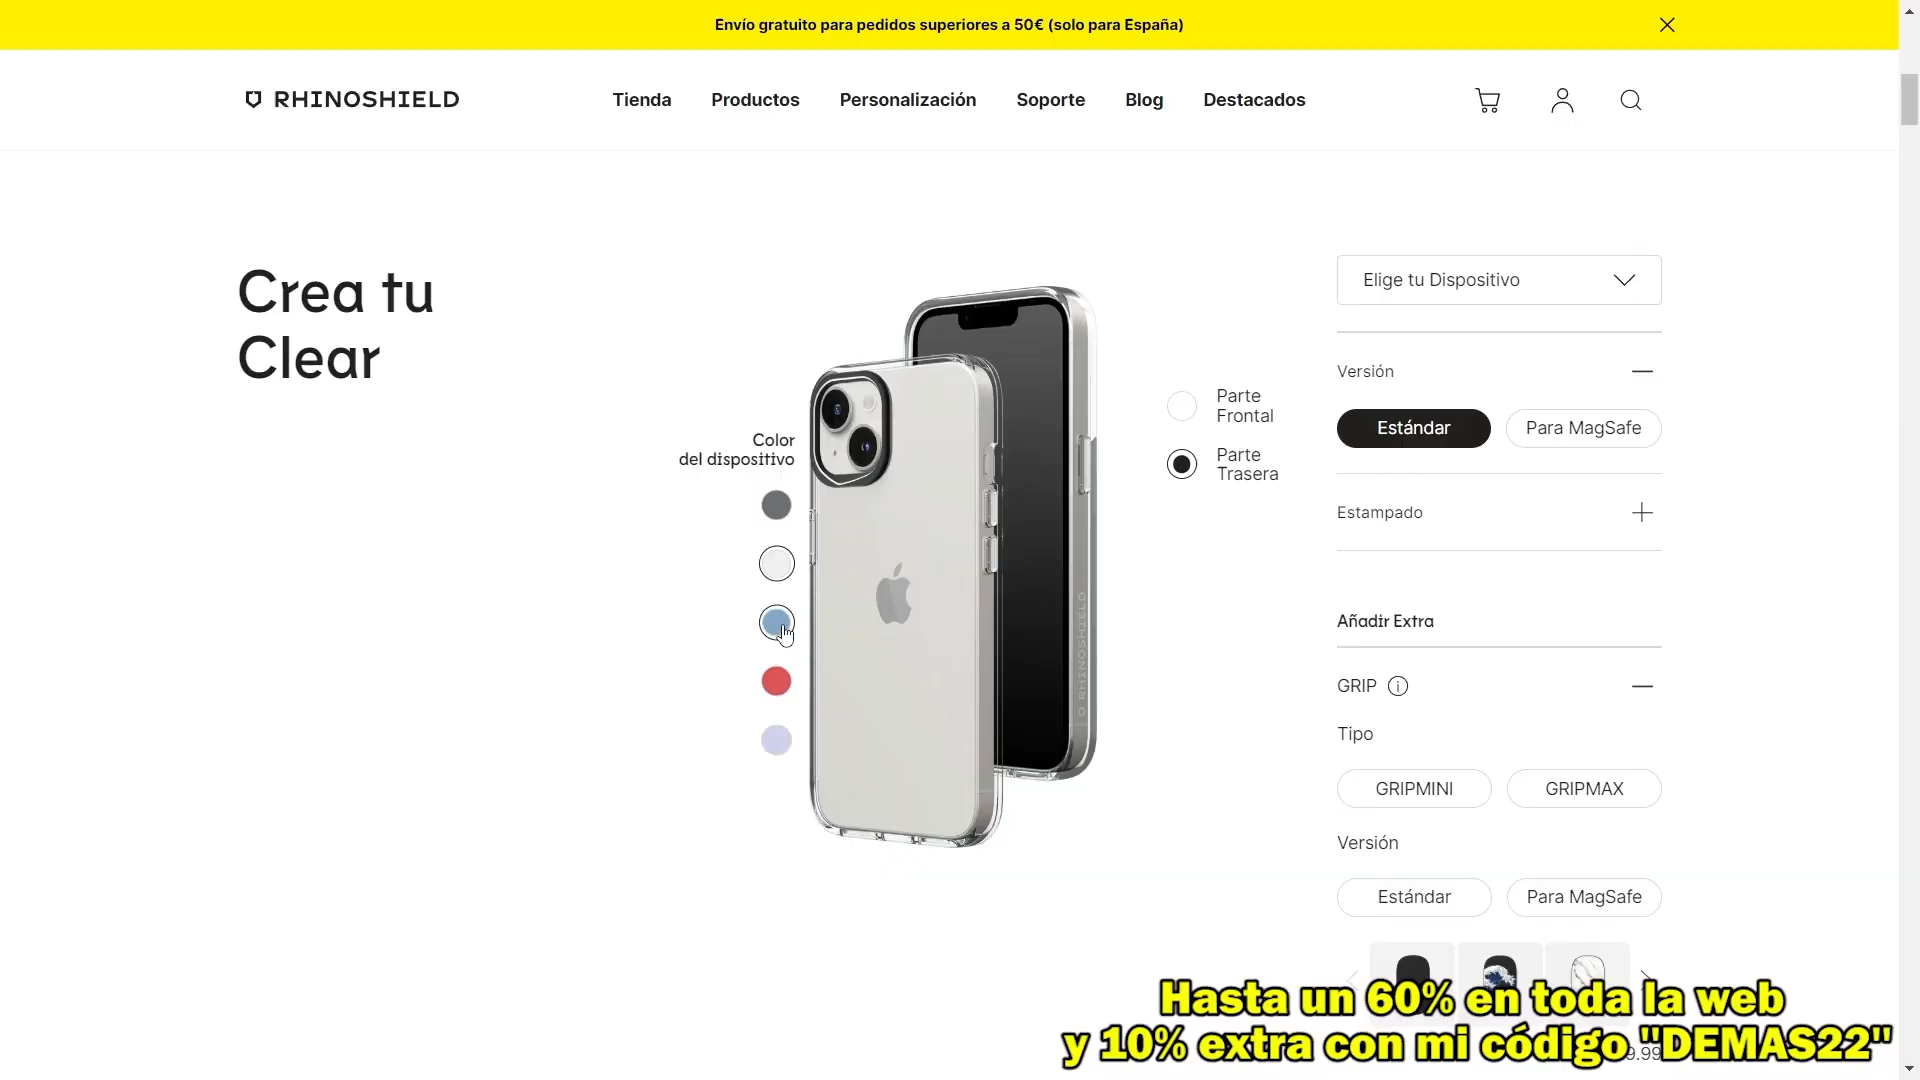 Envío gratuito para pedidos superiores a 50€ (solo para España)
RHINOSHIELD
Tienda
Productos
Personalización
Soporte
Blog
Destacados
Crea tu
Clear
Color
del dispositivo
RHINOSHIELD
Parte
Frontal
Parte
Trasera
Elige tu Dispositivo
Versión
Estándar
Para MagSafe
Estampado
Añadir Extra
GRIP
Tipo
GRIPMINI
GRIPMAX
Versión
Estándar
Para MagSafe
Hasta un 60% en toda la web
y 10% extra con mi código "DEMAS22"